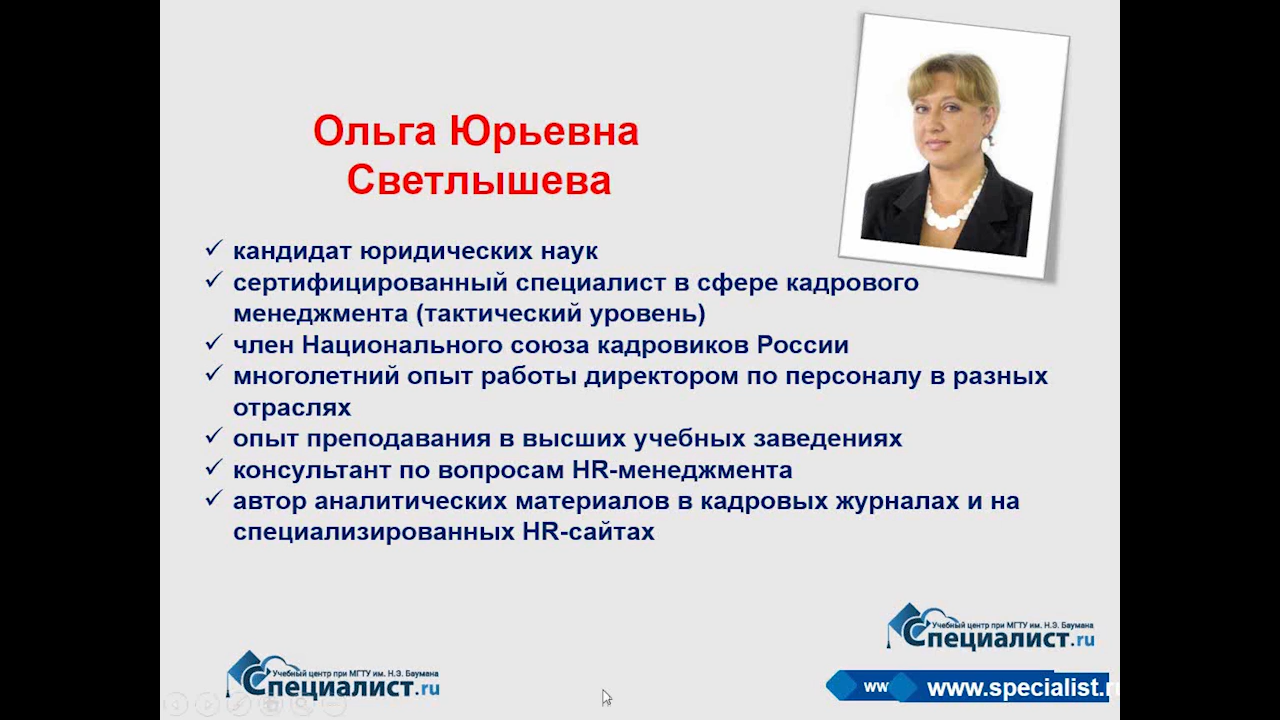 Ольга Юрьевна
Светлышева
кандидат юридических наук
сертифицированный специалист в сфере кадрового
менеджмента (тактический уровень)
член Национального союза кадровиков России
многолетний опыт работы директором по персоналу в разных
отраслях
опыт преподавания в высших учебных заведениях
консультант по вопросам HR-менеджмента
автор аналитических материалов в кадровых журналах и на
специализированных HR-сайтах
Учебный центр при МГТУ им. Н.Э. Баумана
Специалист.ru
Учебный центр при МГТУ им. Н.Э. Баумана
Специалист.ru
www.specialist.r